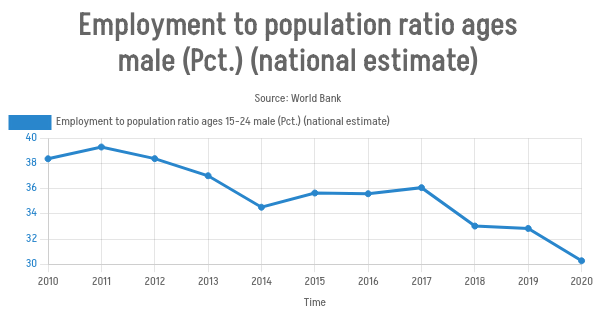 Employment to population ratio ages
male (Pct.) (national estimate)
Source: World Bank
Employment to population ratio ages 15-24 male (Pct.) (national estimate)
40
38
36
34
32
30
2010 2011 2012 2013 2014 2015 2016 2017 2018 2019 2020
Time